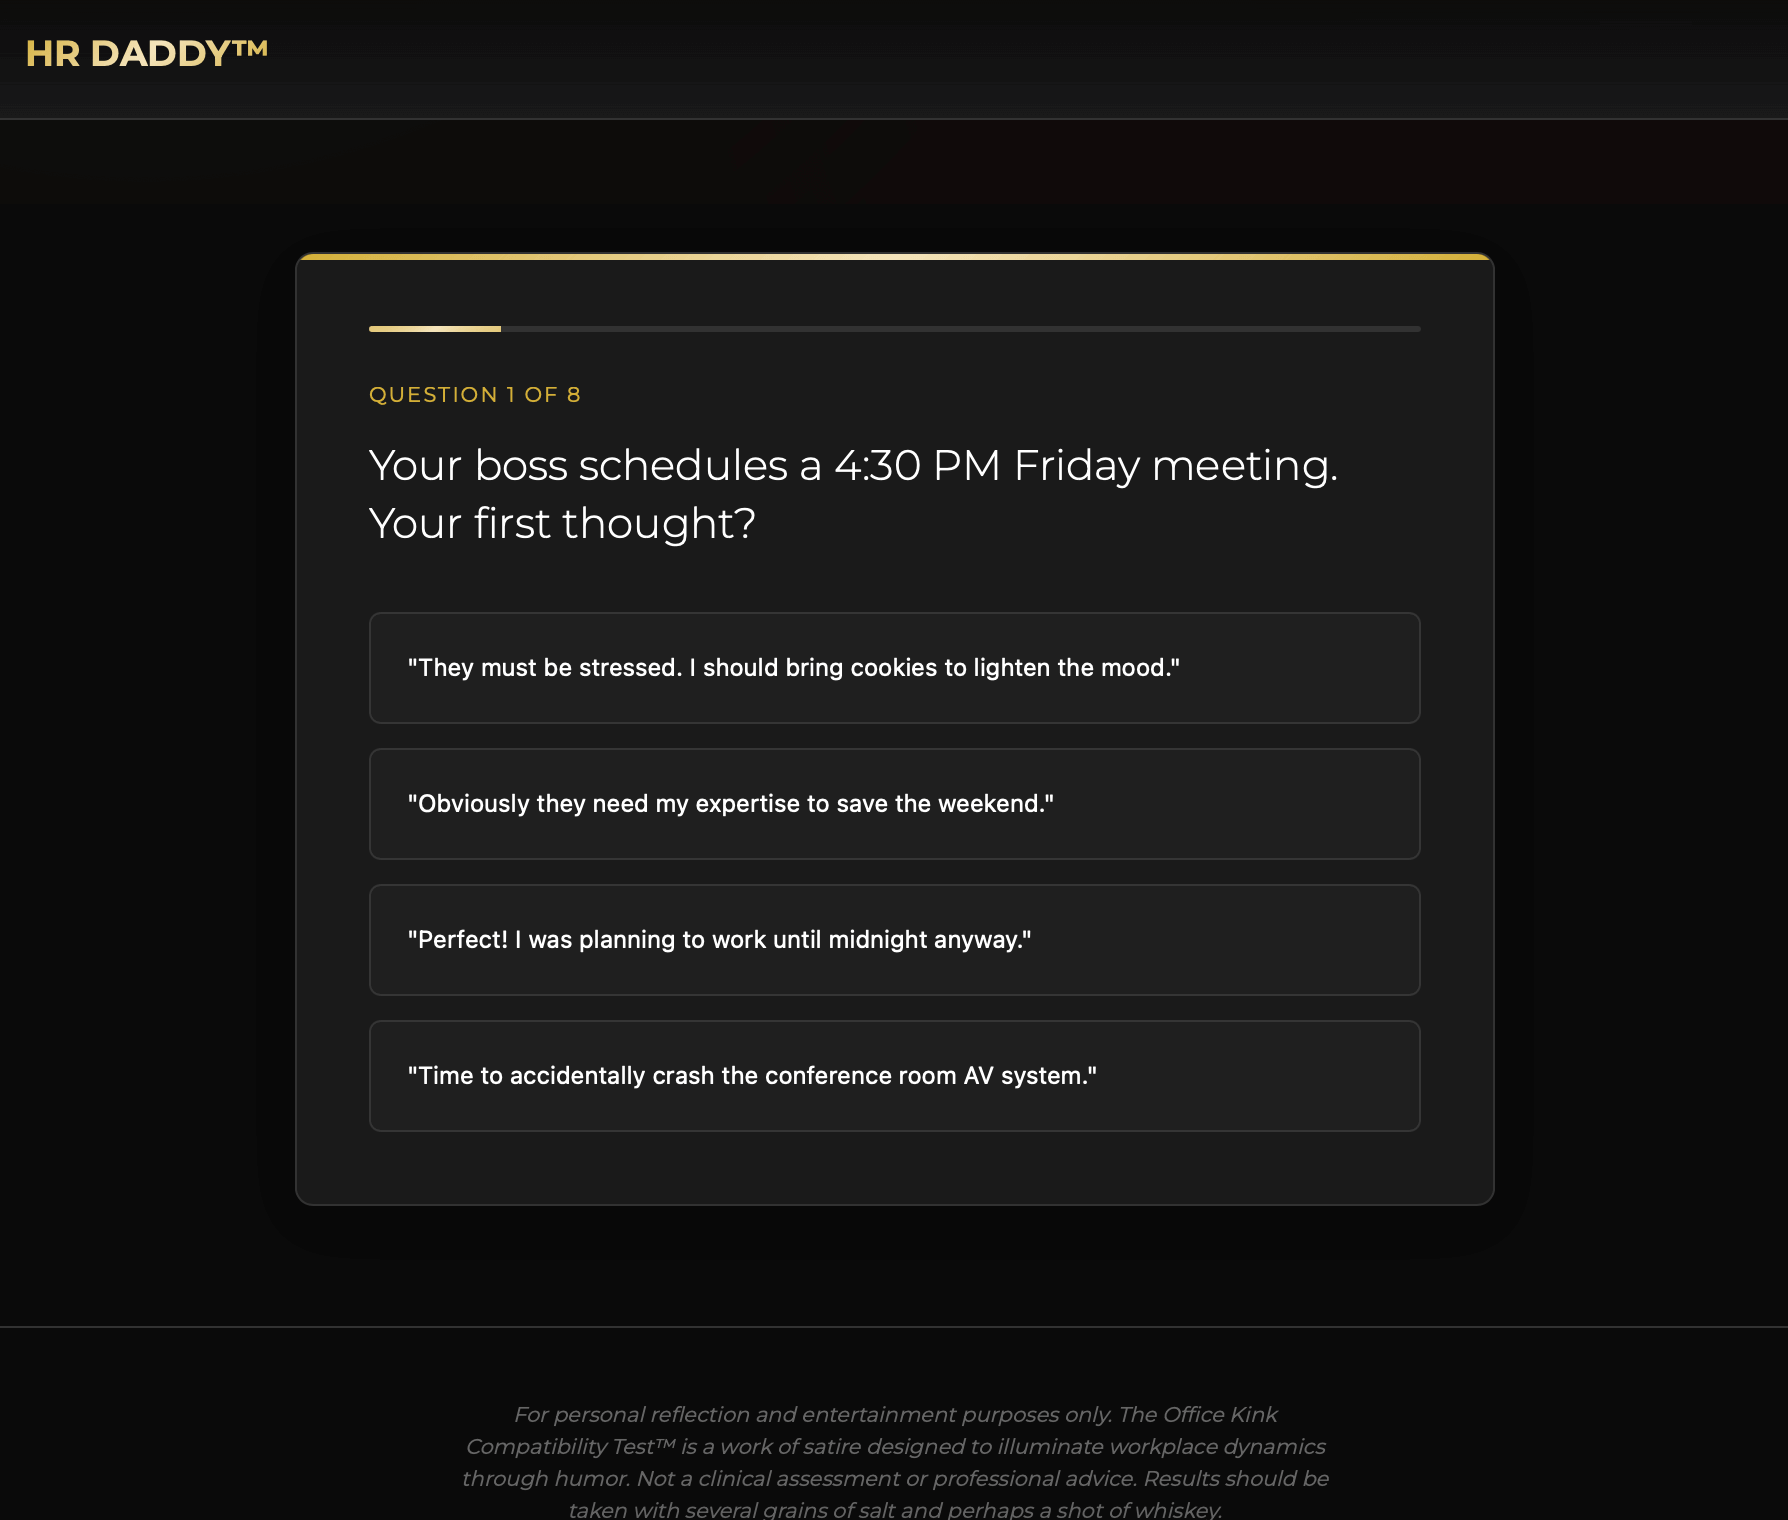 HR DADDY™
QUESTION 1 OF 8
Your boss schedules a 4:30 PM Friday meeting.
Your first thought?
"They must be stressed. I should bring cookies to lighten the mood."
"Obviously they need my expertise to save the weekend."
"Perfect! I was planning to work until midnight anyway."
"Time to accidentally crash the conference room AV system."
For personal reflection and entertainment purposes only. The Office Kink
Compatibility Test™ is a work of satire designed to illuminate workplace dynamics
through humor. Not a clinical assessment or professional advice. Results should be
taken with several grains of salt and perhaps a shot of whiskey.